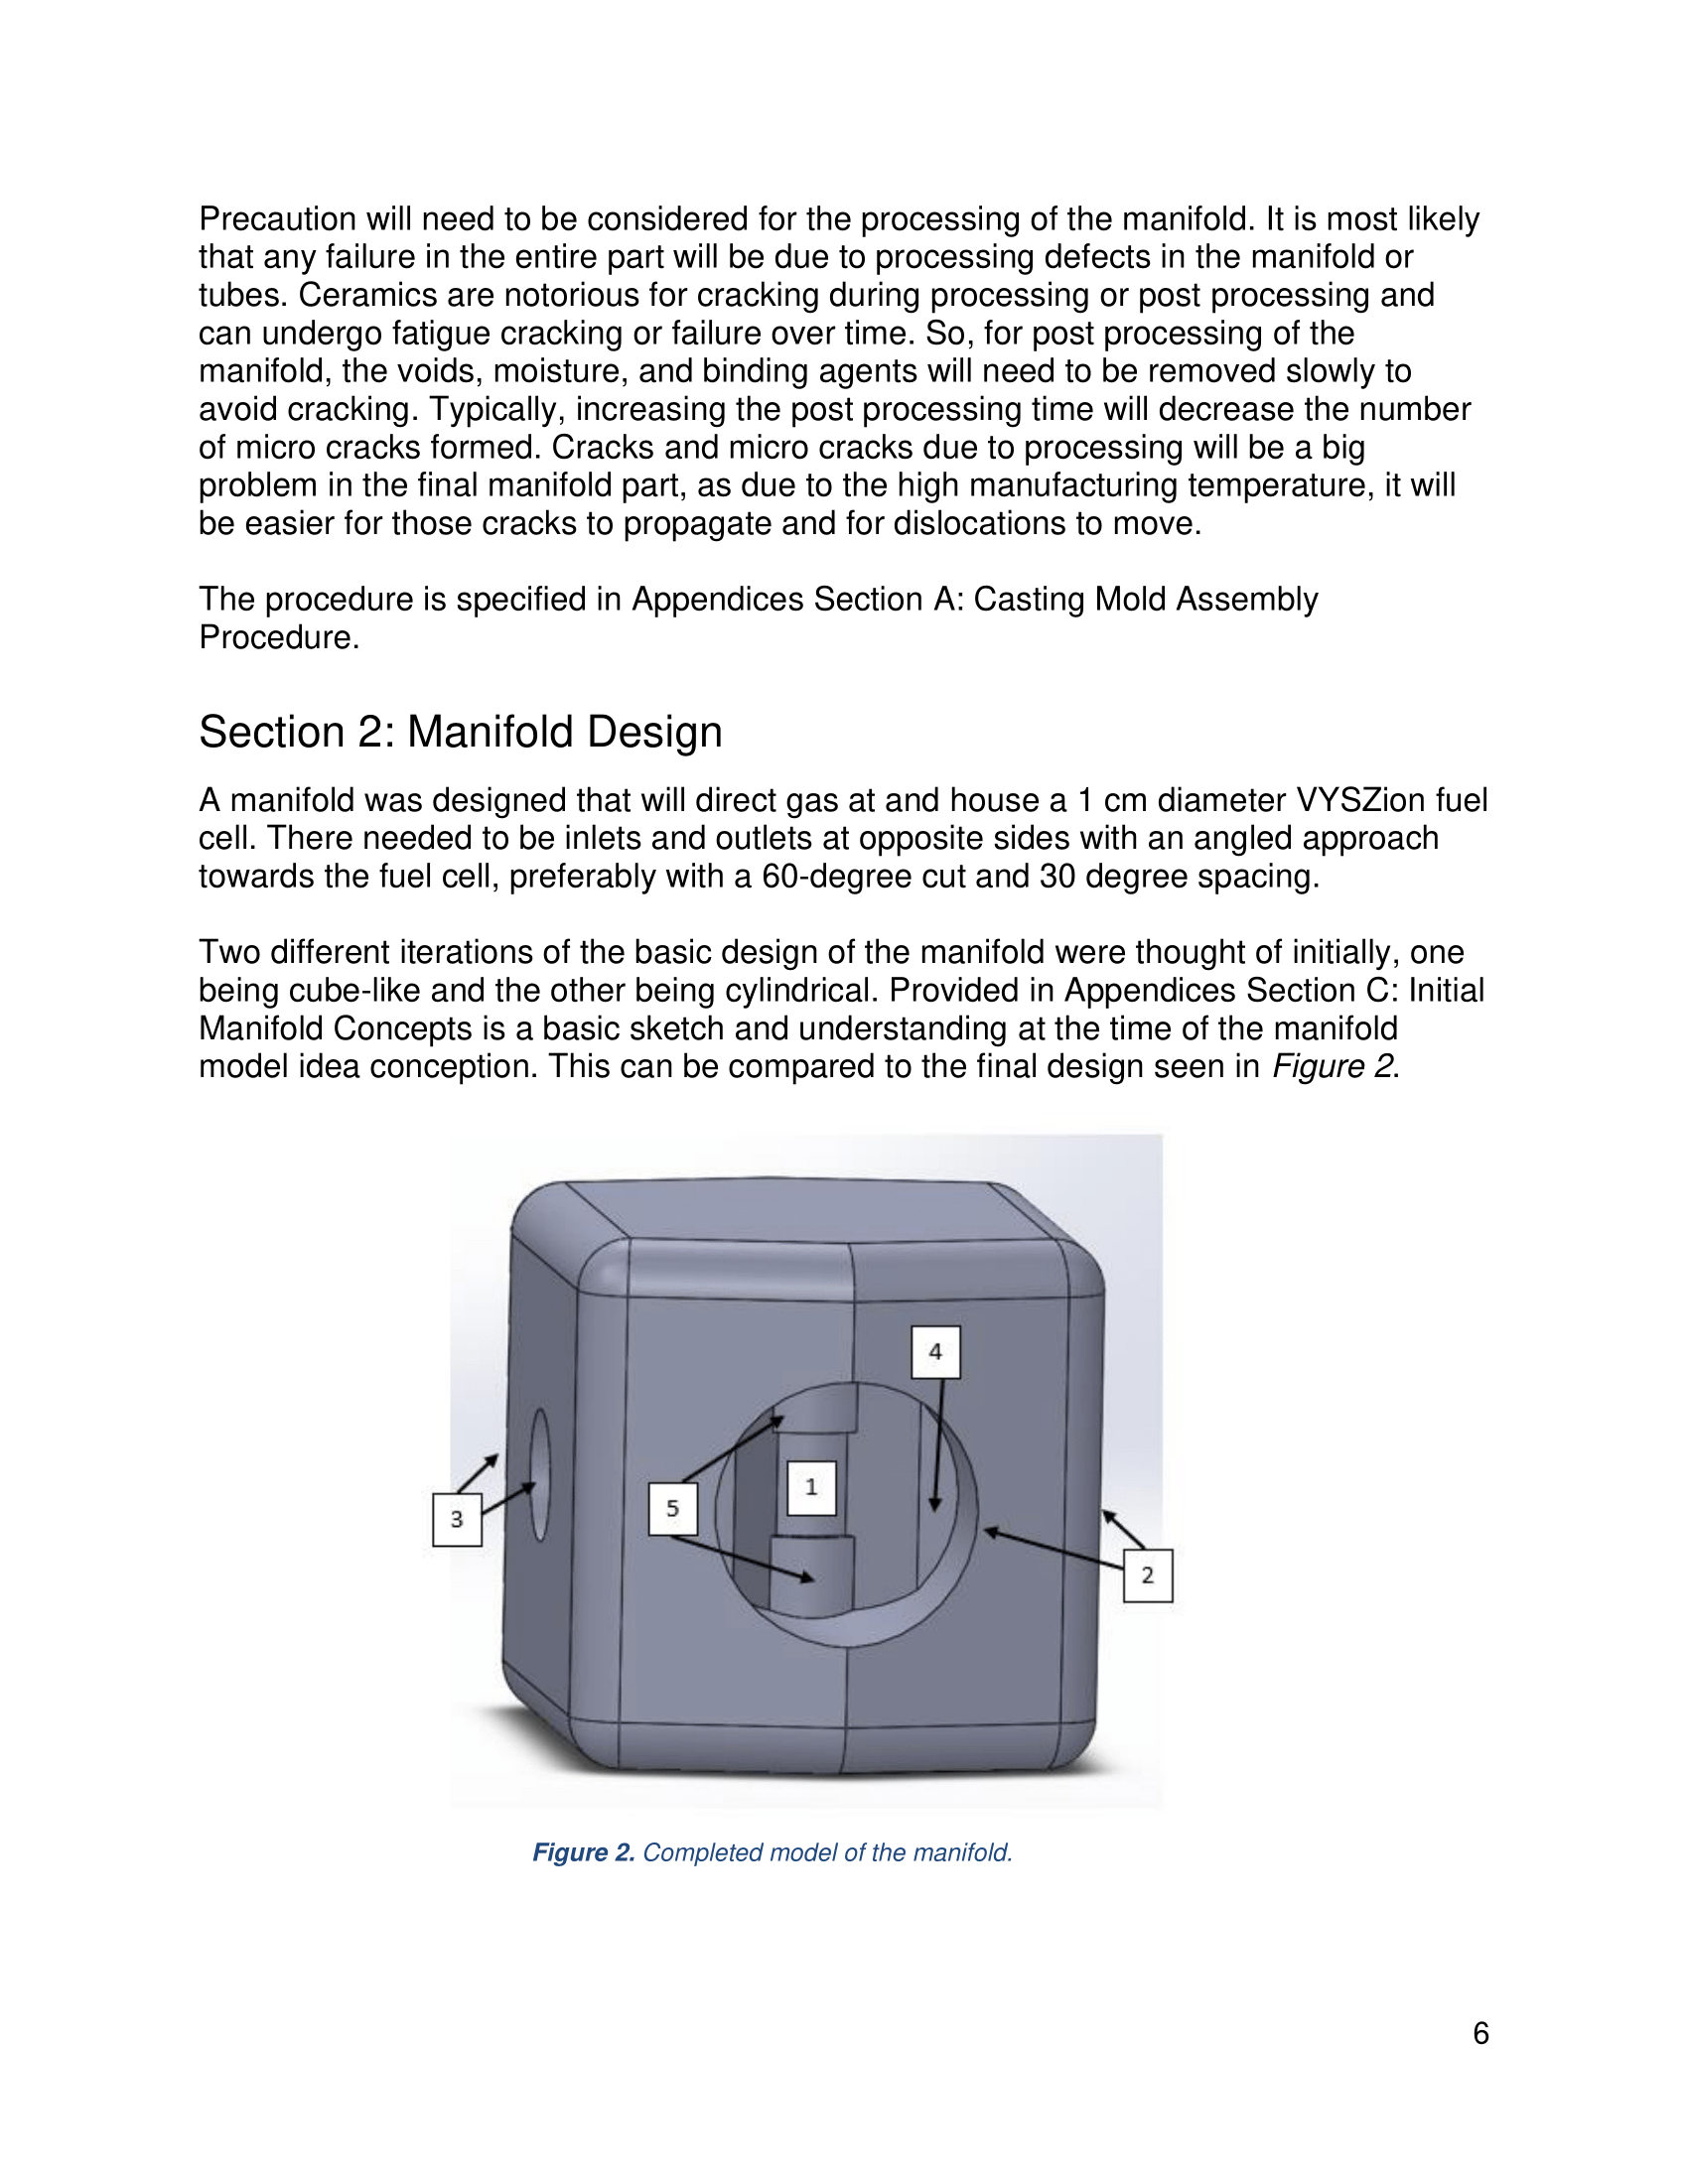 Precaution will need to be considered for the processing of the manifold. It is most likely
that any failure in the entire part will be due to processing defects in the manifold or
tubes. Ceramics are notorious for cracking during processing or post processing and
can undergo fatigue cracking or failure over time. So, for post processing of the
manifold, the voids, moisture, and binding agents will need to be removed slowly to
avoid cracking. Typically, increasing the post processing time will decrease the number
of micro cracks formed. Cracks and micro cracks due to processing will be a big
problem in the final manifold part, as due to the high manufacturing temperature, it will
be easier for those cracks to propagate and for dislocations to move.
The procedure is specified in Appendices Section A: Casting Mold Assembly
Procedure.
Section 2: Manifold Design
A manifold was designed that will direct gas at and house a 1 cm diameter VYSZion fuel
cell. There needed to be inlets and outlets at opposite sides with an angled approach
towards the fuel cell, preferably with a 60-degree cut and 30 degree spacing.
Two different iterations of the basic design of the manifold were thought of initially, one
being cube-like and the other being cylindrical. Provided in Appendices Section C: Initial
Manifold Concepts is a basic sketch and understanding at the time of the manifold
model idea conception. This can be compared to the final design seen in Figure 2.
4
1
5
3
2
Figure 2. Completed model of the manifold.
6